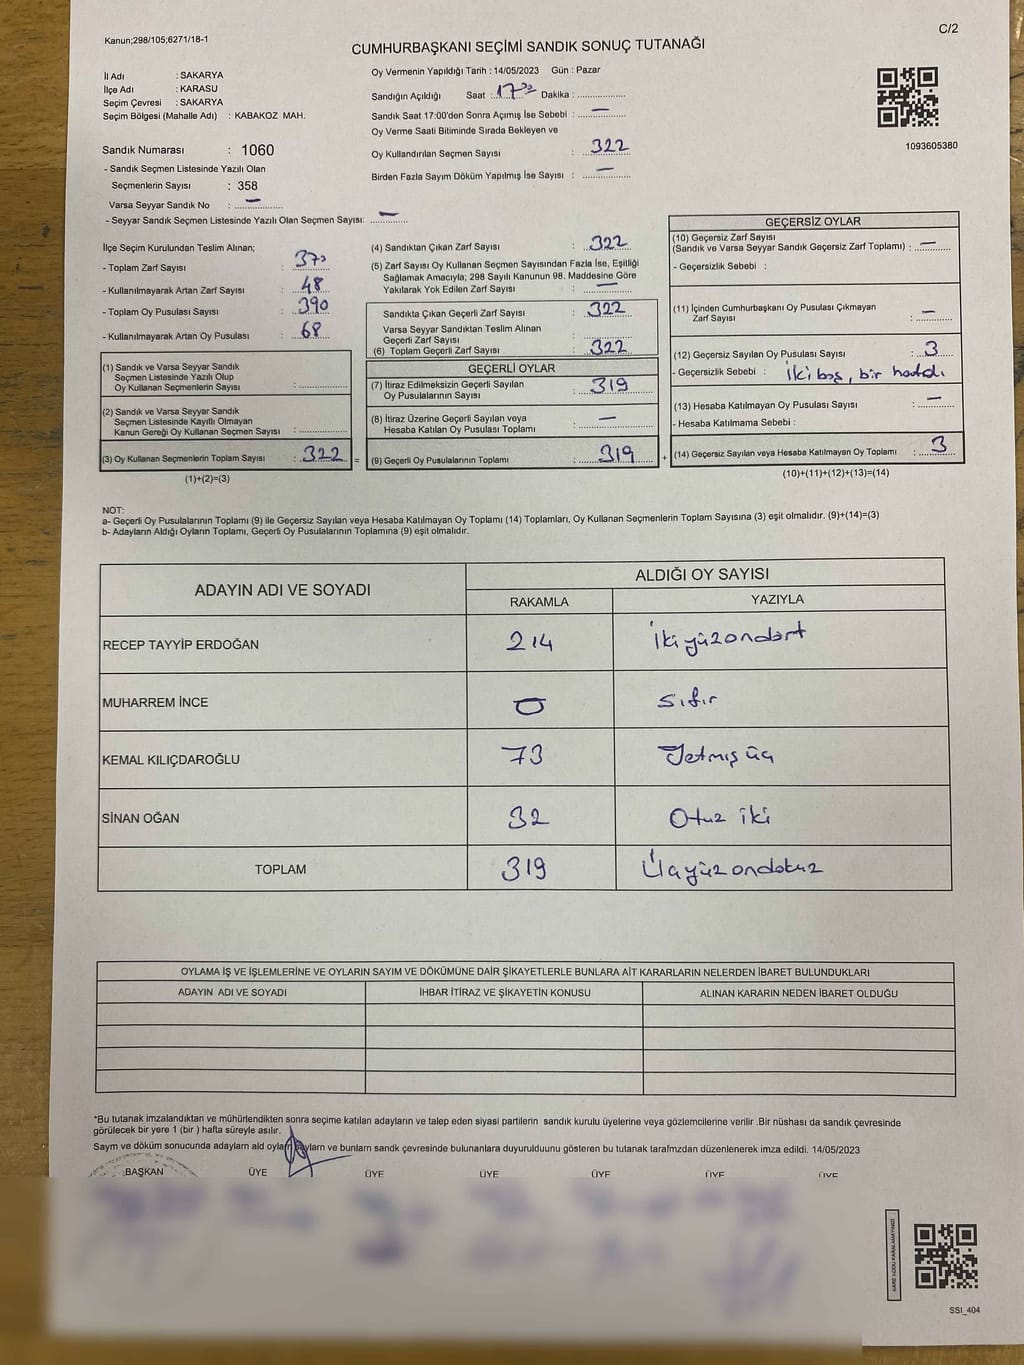 Kanun;298/105;6271/18-1
C/2
CUMHURBAŞKANI SEÇİMİ SANDIK SONUÇ TUTANAĞI
İl Adı : SAKARYA
İlçe Adı : KARASU
Seçim Çevresi : SAKARYA
Seçim Bölgesi (Mahalle Adı) : KABAKOZ MAH.
Oy Vermenin Yapıldığı Tarih : 14/05/2023 Gün : Pazar
Sandığın Açıldığı Saat : 17 Dakika :
Sandık Saat 17:00'den Sonra Açımış İse Sebebi : —
Oy Verme Saati Bitiminde Sırada Bekleyen ve
Oy Kullandırılan Seçmen Sayısı : 322
Birden Fazla Sayım Döküm Yapılmış İse Sayısı : —
1093605380
Sandık Numarası : 1060
- Sandık Seçmen Listesinde Yazılı Olan
Seçmenlerin Sayısı : 358
Varsa Seyyar Sandık No : —
- Seyyar Sandık Seçmen Listesinde Yazılı Olan Seçmen Sayısı: —
İlçe Seçim Kurulundan Teslim Alınan;
- Toplam Zarf Sayısı : 370
- Kullanılmayarak Artan Zarf Sayısı : 48
- Toplam Oy Pusulası Sayısı : 390
- Kullanılmayarak Artan Oy Pusulası : 68
(1) Sandık ve Varsa Seyyar Sandık
Seçmen Listesinde Yazılı Olup
Oy Kullanan Seçmenlerin Sayısı :
(2) Sandık ve Varsa Seyyar Sandık
Seçmen Listesinde Kayıtlı Olmayan
Kanun Gereği Oy Kullanan Seçmen Sayısı :
(3) Oy Kullanan Seçmenlerin Toplam Sayısı : 322 =
(1)+(2)=(3)
(4) Sandıktan Çıkan Zarf Sayısı : 322
(5) Zarf Sayısı Oy Kullanan Seçmen Sayısından Fazla İse, Eşitliği
Sağlamak Amacıyla; 298 Sayılı Kanunun 98. Maddesine Göre
Yakılarak Yok Edilen Zarf Sayısı : —
Sandıkta Çıkan Geçerli Zarf Sayısı : 322
Varsa Seyyar Sandıktan Teslim Alınan
Geçerli Zarf Sayısı :
(6) Toplam Geçerli Zarf Sayısı : 322
GEÇERLİ OYLAR
(7) İtiraz Edilmeksizin Geçerli Sayılan
Oy Pusulalarının Sayısı : 319
(8) İtiraz Üzerine Geçerli Sayılan veya
Hesaba Katılan Oy Pusulası Toplamı : —
(9) Geçerli Oy Pusulalarının Toplamı : 319 +
GEÇERSİZ OYLAR
(10) Geçersiz Zarf Sayısı
(Sandık ve Varsa Seyyar Sandık Geçersiz Zarf Toplamı) : —
- Geçersizlik Sebebi :
(11) İçinden Cumhurbaşkanı Oy Pusulası Çıkmayan
Zarf Sayısı : —
(12) Geçersiz Sayılan Oy Pusulası Sayısı : 3
- Geçersizlik Sebebi : İki boş, bir hatalı
(13) Hesaba Katılmayan Oy Pusulası Sayısı : —
- Hesaba Katılmama Sebebi :
(14) Geçersiz Sayılan veya Hesaba Katılmayan Oy Toplamı : 3
(10)+(11)+(12)+(13)=(14)
NOT:
a- Geçerli Oy Pusulalarının Toplamı (9) ile Geçersiz Sayılan veya Hesaba Katılmayan Oy Toplamı (14) Toplamları, Oy Kullanan Seçmenlerin Toplam Sayısına (3) eşit olmalıdır. (9)+(14)=(3)
b- Adayların Aldığı Oyların Toplamı, Geçerli Oy Pusulalarının Toplamına (9) eşit olmalıdır.
ADAYIN ADI VE SOYADI ALDIĞI OY SAYISI
RAKAMLA YAZIYLA
RECEP TAYYİP ERDOĞAN 214 İkiyüzondört
MUHARREM İNCE 0 sıfır
KEMAL KILIÇDAROĞLU 73 Yetmiş üç
SİNAN OĞAN 32 Otuz iki
TOPLAM 319 Üçyüzondokuz
OYLAMA İŞ VE İŞLEMLERİNE VE OYLARIN SAYIM VE DÖKÜMÜNE DAİR ŞİKAYETLERLE BUNLARA AİT KARARLARIN NELERDEN İBARET BULUNDUKLARI
ADAYIN ADI VE SOYADI İHBAR İTİRAZ VE ŞİKAYETİN KONUSU ALINAN KARARIN NEDEN İBARET OLDUĞU
*Bu tutanak imzalandıktan ve mühürlendikten sonra seçime katılan adayların ve talep eden siyasi partilerin sandık kurulu üyelerine veya gözlemcilerine verilir .Bir nüshası da sandık çevresinde
görülecek bir yere 1 (bir ) hafta süreyle asılır.
Sayım ve döküm sonucunda adayların ald oyların ve bunların sandk çevresinde bulunanlara duyurulduunu gösteren bu tutanak tarafmzdan düzenlenerek imza edildi. 14/05/2023
BAŞKAN ÜYE ÜYE ÜYE ÜYE ÜYE ÜYE
KARE KODU KARALAMAYINIZ!
SSI_404